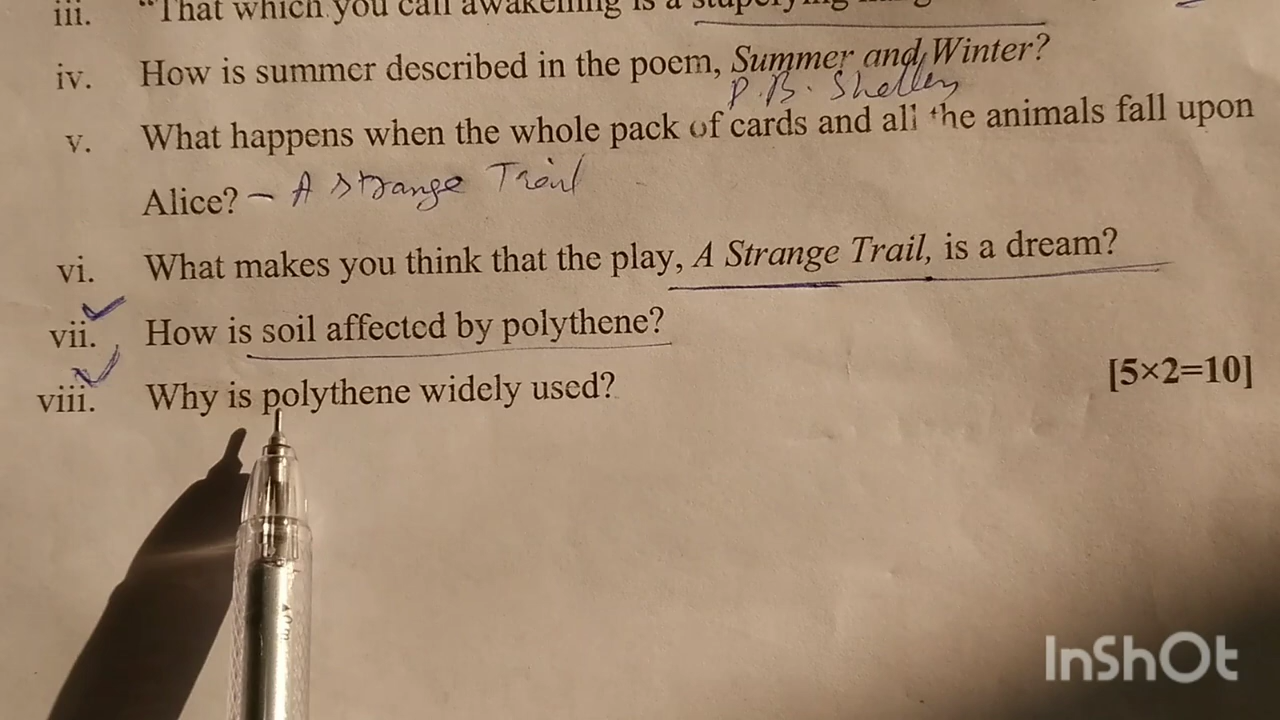 iii. "That which you call awakening is a
iv. How is summer described in the poem, Summer and Winter?
P. B. Shelley
v. What happens when the whole pack of cards and all the animals fall upon
Alice? – A Strange Trail
vi. What makes you think that the play, A Strange Trail, is a dream?
vii. How is soil affected by polythene?
viii. Why is polythene widely used? [5×2=10]
InShOt